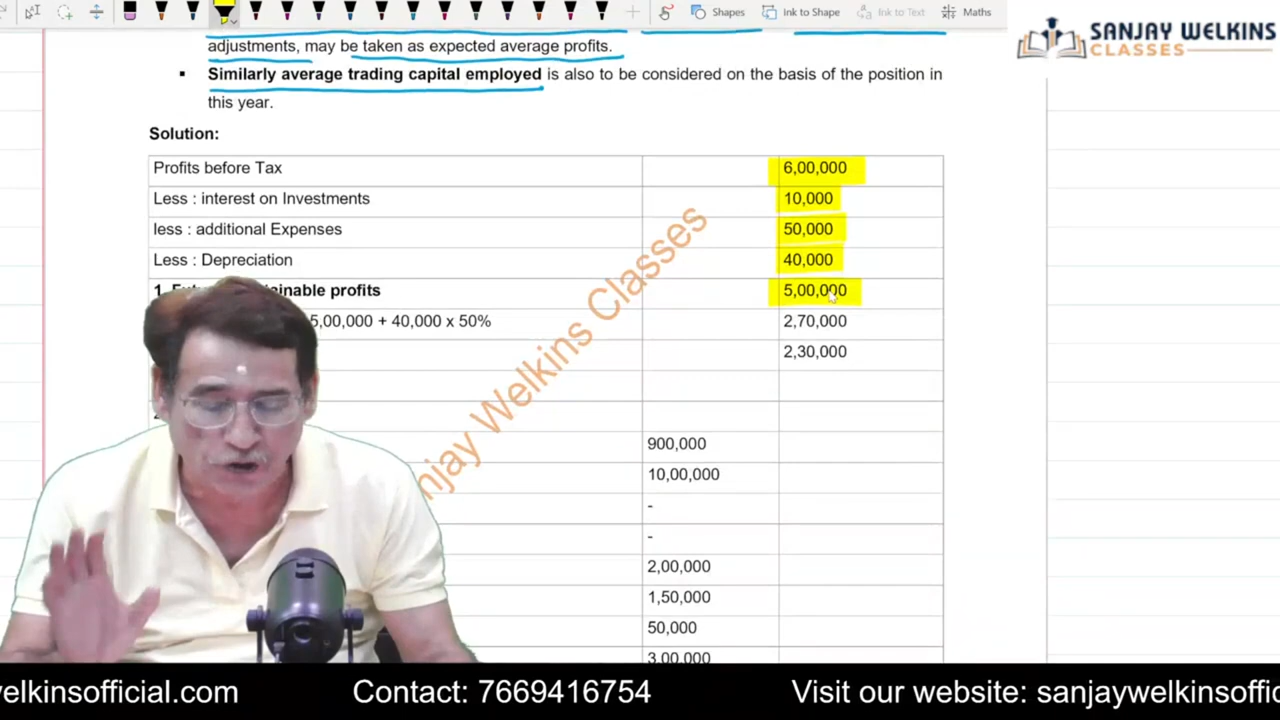 Shapes
Ink to Shape
Ink to Text
Maths
SANJAY WELKINS
CLASSES
adjustments, may be taken as expected average profits.
▪ Similarly average trading capital employed is also to be considered on the basis of the position in
this year.
Solution:
Profits before Tax 6,00,000
Less : interest on Investments 10,000
less : additional Expenses 50,000
Less : Depreciation 40,000
profits 5,00,000
5,00,000 + 40,000 x 50% 2,70,000
2,30,000
900,000
10,00,000
-
-
2,00,000
1,50,000
50,000
3,00,000
Welkins Classes
welkinsofficial.com Contact: 7669416754 Visit our website: